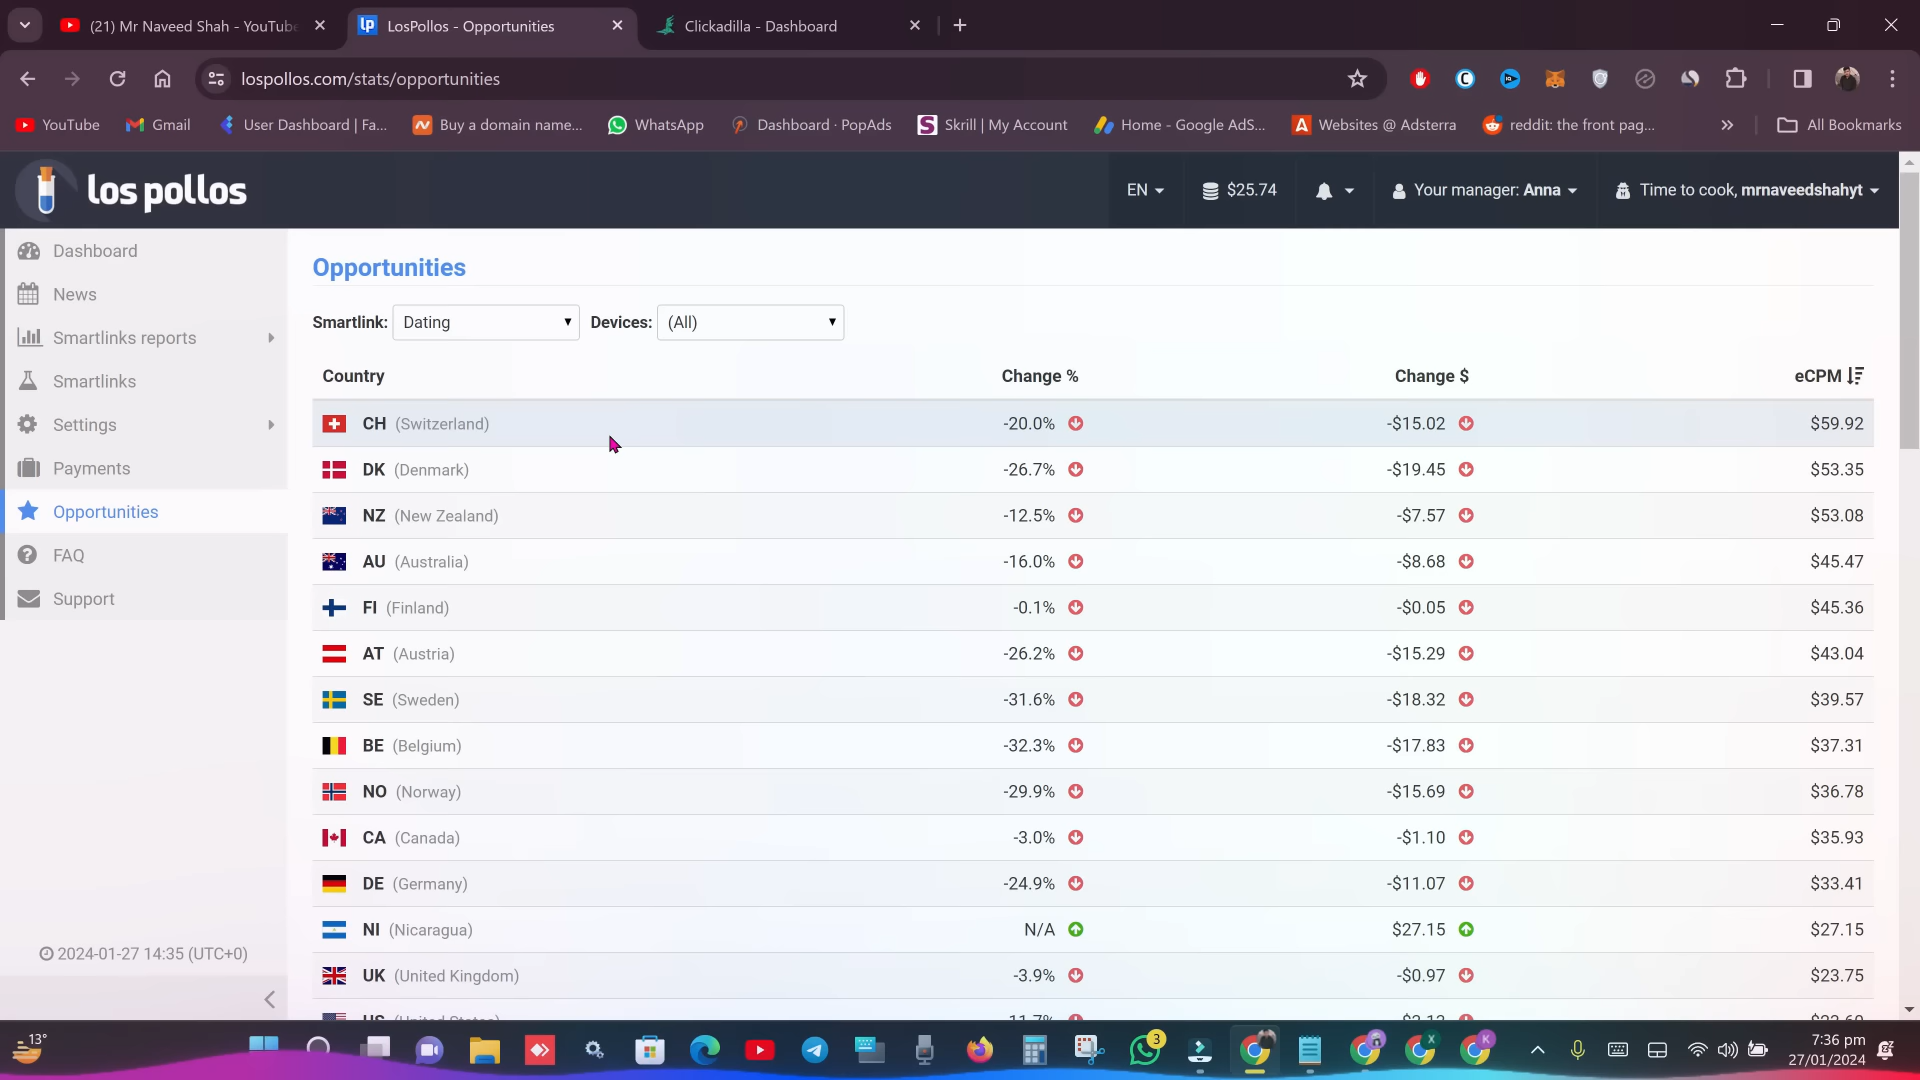 (21) Mr Naveed Shah - YouTube
LosPollos - Opportunities
Clickadilla - Dashboard
lospollos.com/stats/opportunities
YouTube
Gmail
User Dashboard | Fa...
Buy a domain name...
WhatsApp
Dashboard · PopAds
Skrill | My Account
Home - Google AdS...
Websites @ Adsterra
reddit: the front pag...
All Bookmarks
los pollos
EN
$25.74
Your manager: Anna
Time to cook, mrnaveedshahyt
Dashboard
News
Smartlinks reports
Smartlinks
Settings
Payments
Opportunities
FAQ
Support
2024-01-27 14:35 (UTC+0)
Opportunities
Smartlink: Dating Devices: (All)
Country Change % Change $ eCPM
CH (Switzerland) -20.0% -$15.02 $59.92
DK (Denmark) -26.7% -$19.45 $53.35
NZ (New Zealand) -12.5% -$7.57 $53.08
AU (Australia) -16.0% -$8.68 $45.47
FI (Finland) -0.1% -$0.05 $45.36
AT (Austria) -26.2% -$15.29 $43.04
SE (Sweden) -31.6% -$18.32 $39.57
BE (Belgium) -32.3% -$17.83 $37.31
NO (Norway) -29.9% -$15.69 $36.78
CA (Canada) -3.0% -$1.10 $35.93
DE (Germany) -24.9% -$11.07 $33.41
NI (Nicaragua) N/A $27.15 $27.15
UK (United Kingdom) -3.9% -$0.97 $23.75
US (United States)
13°
3
7:36 pm
27/01/2024